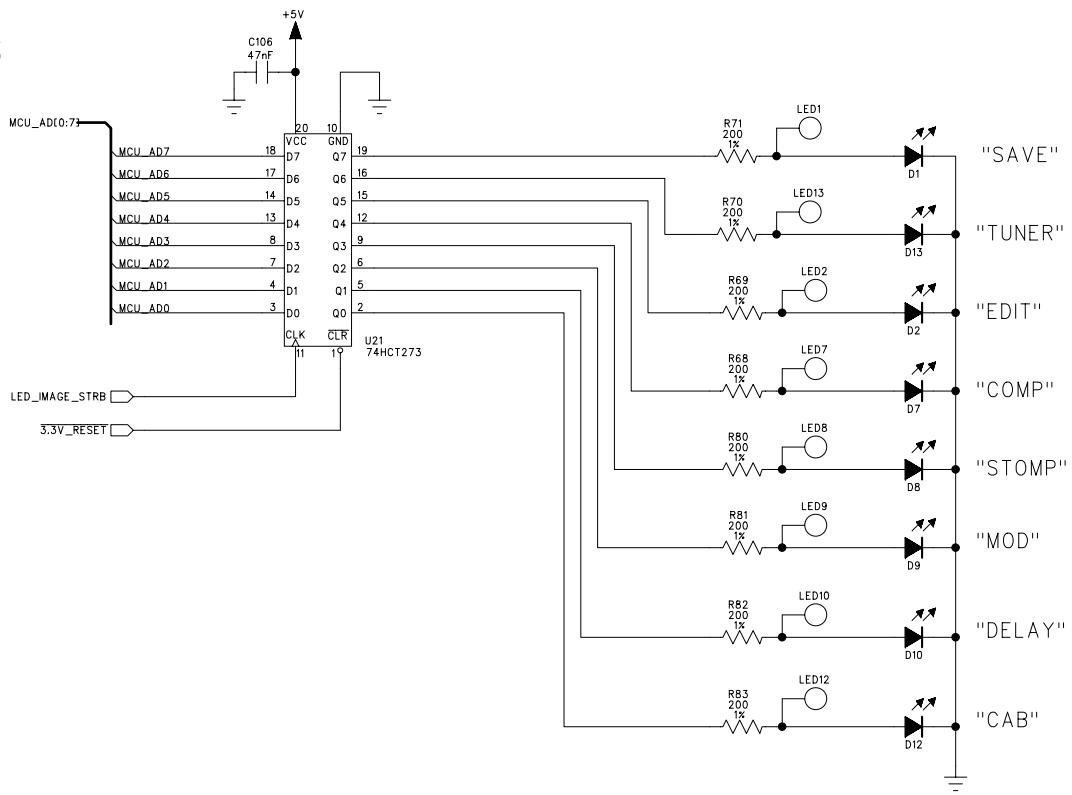 +5V
C106
47nF
MCU_AD[0:7]
20 10
VCC GND
MCU_AD7 18 D7 Q7 19
MCU_AD6 17 D6 Q6 16
MCU_AD5 14 D5 Q5 15
MCU_AD4 13 D4 Q4 12
MCU_AD3 8 D3 Q3 9
MCU_AD2 7 D2 Q2 6
MCU_AD1 4 D1 Q1 5
MCU_AD0 3 D0 Q0 2
CLK CLR
11 1
U21
74HCT273
LED_IMAGE_STRB
3.3V_RESET
R71
200
1%
LED1
D1
"SAVE"
R70
200
1%
LED13
D13
"TUNER"
R69
200
1%
LED2
D2
"EDIT"
R68
200
1%
LED7
D7
"COMP"
R80
200
1%
LED8
D8
"STOMP"
R81
200
1%
LED9
D9
"MOD"
R82
200
1%
LED10
D10
"DELAY"
R83
200
1%
LED12
D12
"CAB"